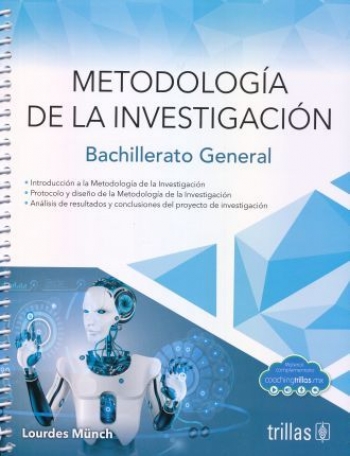 METODOLOGÍA
DE LA INVESTIGACIÓN
Bachillerato General
• Introducción a la Metodología de la Investigación
• Protocolo y diseño de la Metodología de la Investigación
• Análisis de resultados y conclusiones del proyecto de investigación
complementario
coachingtrillas.mx
Lourdes Münch
trillas